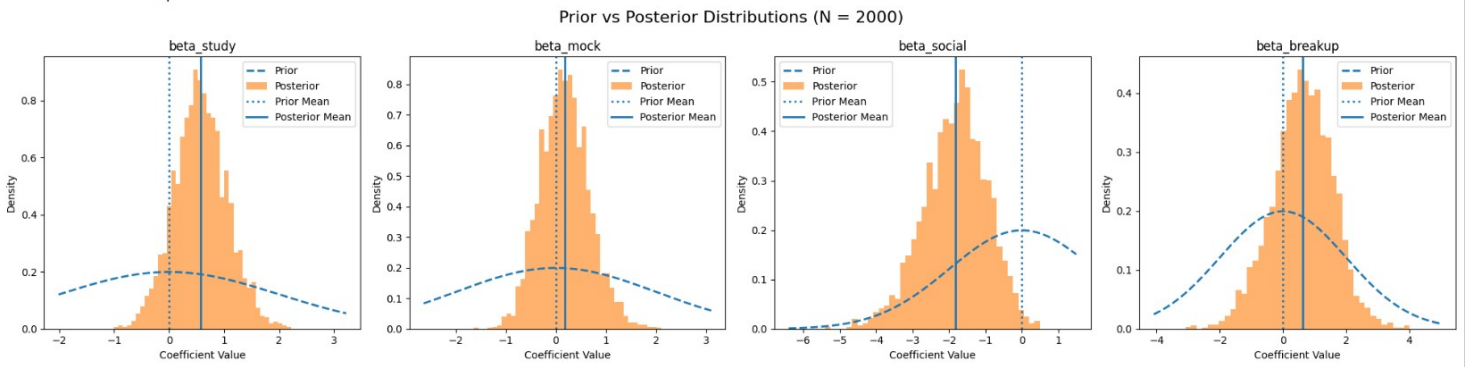 Prior vs Posterior Distributions (N = 2000)
beta_study
Prior
Posterior
Prior Mean
Posterior Mean
Density
0.8
0.6
0.4
0.2
0.0
−2 −1 0 1 2 3
Coefficient Value
beta_mock
Prior
Posterior
Prior Mean
Posterior Mean
Density
0.8
0.7
0.6
0.5
0.4
0.3
0.2
0.1
0.0
−2 −1 0 1 2 3
Coefficient Value
beta_social
Prior
Posterior
Prior Mean
Posterior Mean
Density
0.5
0.4
0.3
0.2
0.1
0.0
−6 −5 −4 −3 −2 −1 0 1
Coefficient Value
beta_breakup
Prior
Posterior
Prior Mean
Posterior Mean
Density
0.4
0.3
0.2
0.1
0.0
−4 −2 0 2 4
Coefficient Value